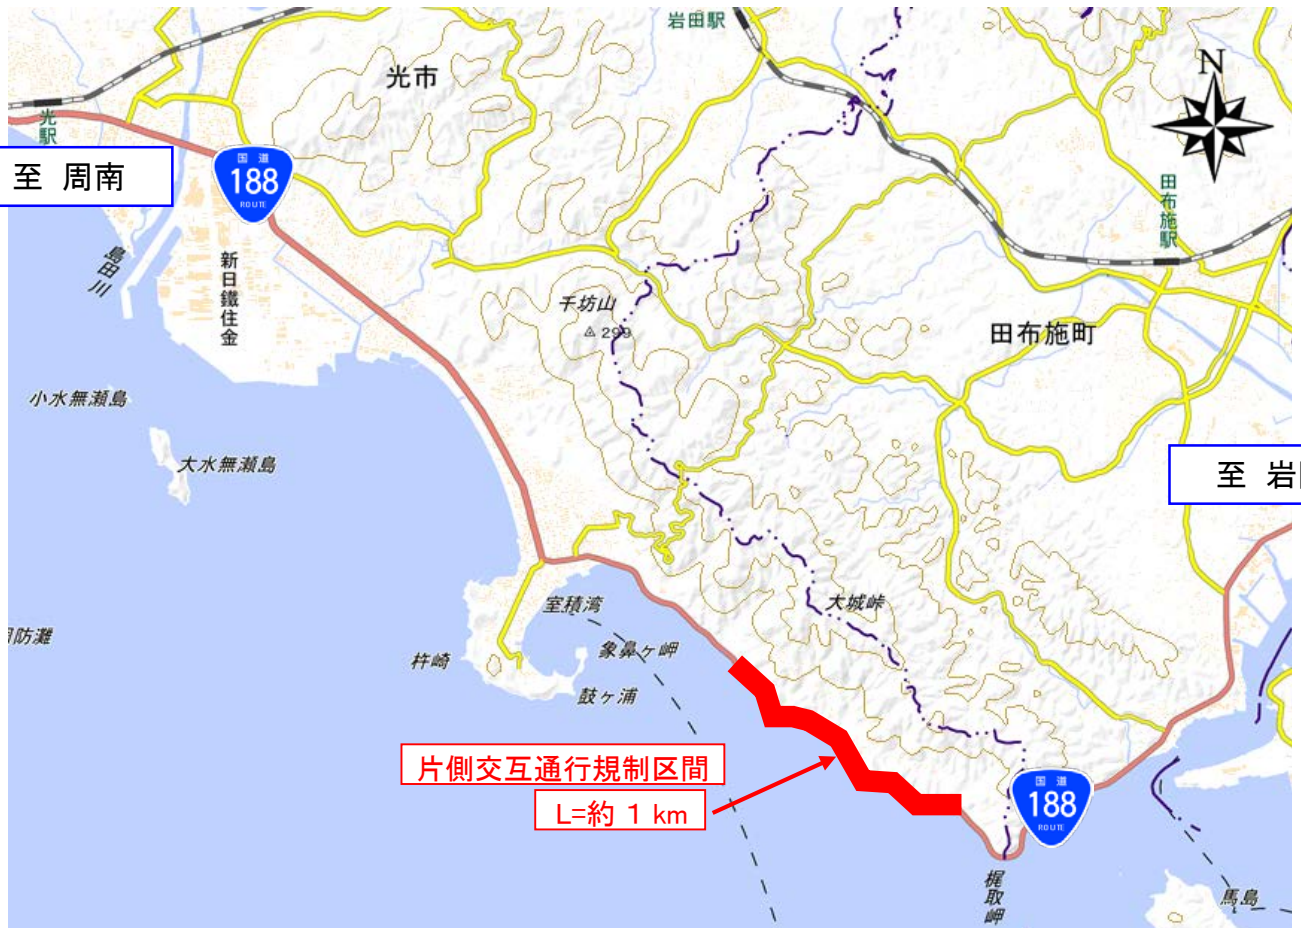 岩田駅
光市
N
光駅
至 周南
国道
188
ROUTE
田布施駅
島田川
新日鐵住金
千坊山
299
田布施町
小水無瀬島
大水無瀬島
至 岩
大城峠
室積湾
防灘
象鼻ヶ岬
杵崎
鼓ヶ浦
片側交互通行規制区間
L=約 1 km
国道
188
ROUTE
梶取岬
馬島